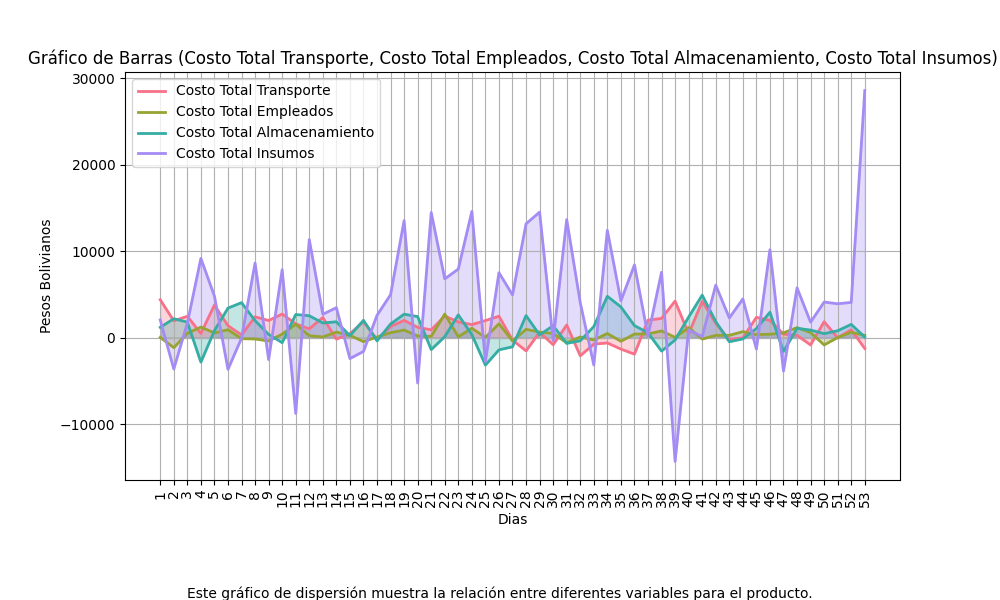 Gráfico de Barras (Costo Total Transporte, Costo Total Empleados, Costo Total Almacenamiento, Costo Total Insumos)
30000
20000
10000
0
−10000
Pesos Bolivianos
Costo Total Transporte
Costo Total Empleados
Costo Total Almacenamiento
Costo Total Insumos
1 2 3 4 5 6 7 8 9 10 11 12 13 14 15 16 17 18 19 20 21 22 23 24 25 26 27 28 29 30 31 32 33 34 35 36 37 38 39 40 41 42 43 44 45 46 47 48 49 50 51 52 53
Dias
Este gráfico de dispersión muestra la relación entre diferentes variables para el producto.